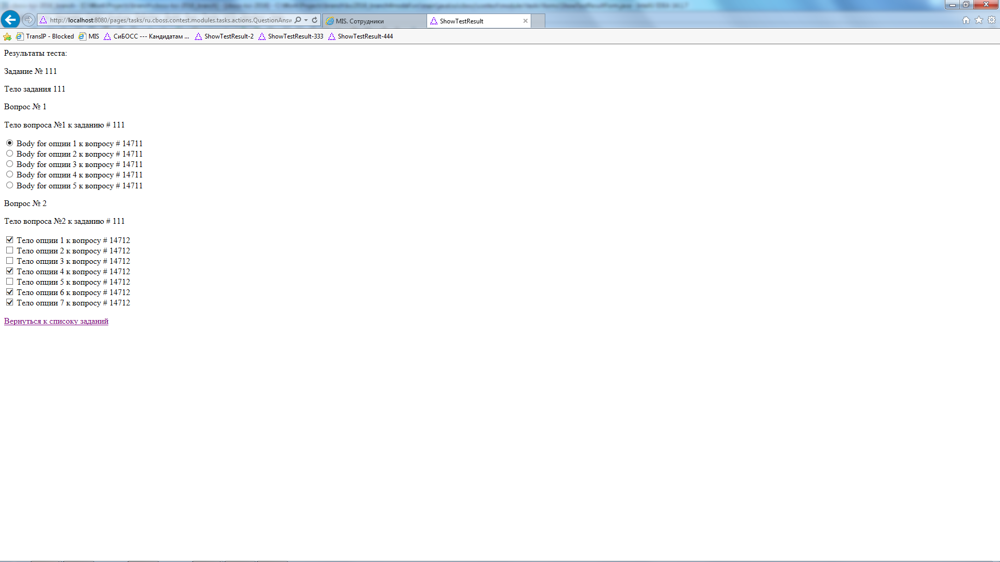 http://localhost:8080/pages/tasks/ru.cboss.contest.modules.tasks.actions.QuestionAnsw
MIS. Сотрудники
ShowTestResult
TransIP - Blocked
MIS
СиБОСС --- Кандидатам ...
ShowTestResult-2
ShowTestResult-333
ShowTestResult-444
Результаты теста:
Задание № 111
Тело задания 111
Вопрос № 1
Тело вопроса №1 к заданию # 111
Body for опции 1 к вопросу # 14711
Body for опции 2 к вопросу # 14711
Body for опции 3 к вопросу # 14711
Body for опции 4 к вопросу # 14711
Body for опции 5 к вопросу # 14711
Вопрос № 2
Тело вопроса №2 к заданию # 111
Тело опции 1 к вопросу # 14712
Тело опции 2 к вопросу # 14712
Тело опции 3 к вопросу # 14712
Тело опции 4 к вопросу # 14712
Тело опции 5 к вопросу # 14712
Тело опции 6 к вопросу # 14712
Тело опции 7 к вопросу # 14712
Вернуться к списоку заданий